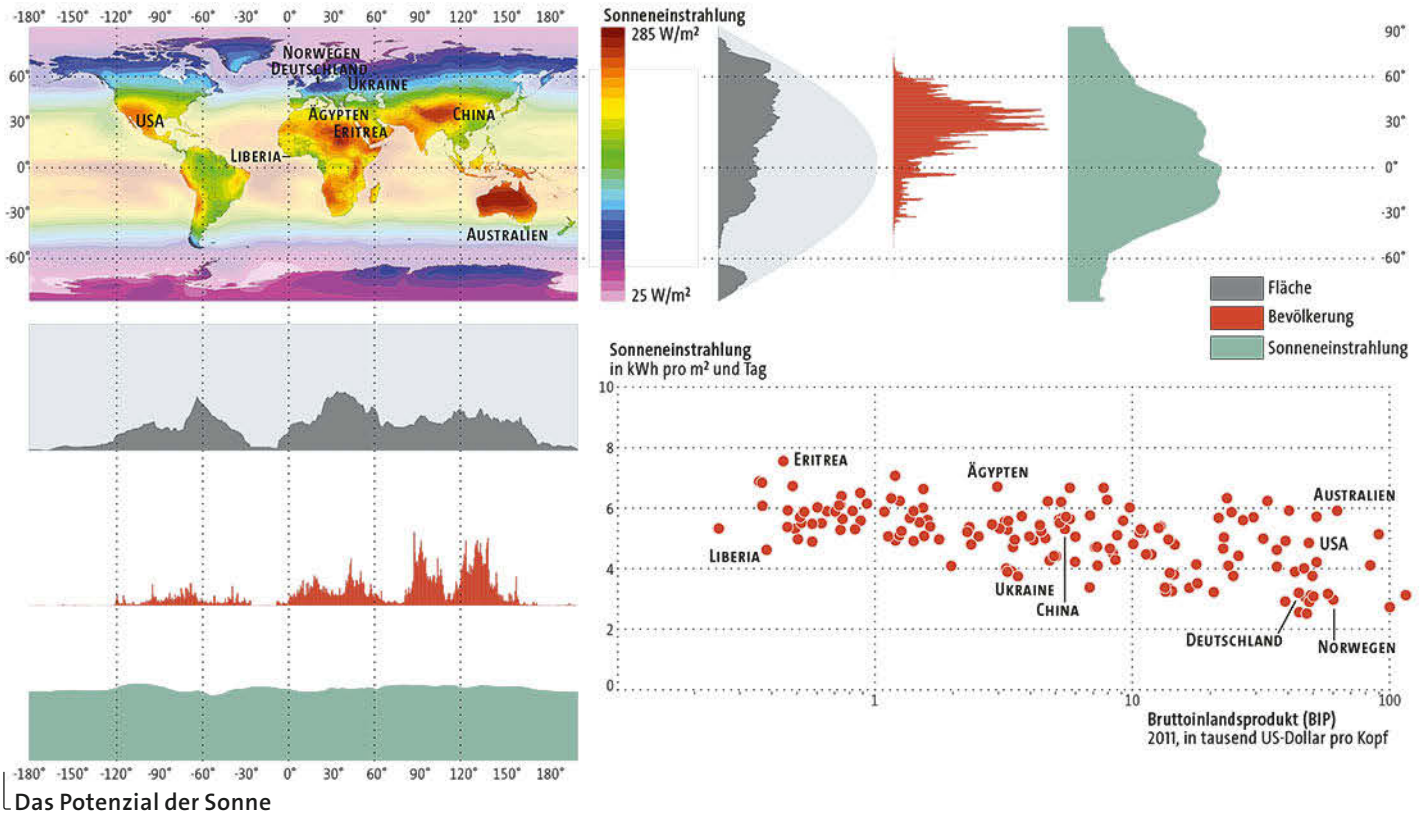 -180° -150° -120° -90° -60° -30° 0° 30° 60° 90° 120° 150° 180°
Sonneneinstrahlung
285 W/m²
25 W/m²
60°
30°
0°
-30°
-60°
NORWEGEN
DEUTSCHLAND
UKRAINE
USA
ÄGYPTEN
CHINA
ERITREA
LIBERIA
AUSTRALIEN
90°
60°
30°
0°
-30°
-60°
Fläche
Bevölkerung
Sonneneinstrahlung
Sonneneinstrahlung
in kWh pro m² und Tag
10
8
6
4
2
0
ERITREA
ÄGYPTEN
AUSTRALIEN
LIBERIA
USA
UKRAINE
CHINA
DEUTSCHLAND
NORWEGEN
1
10
100
Bruttoinlandsprodukt (BIP)
2011, in tausend US-Dollar pro Kopf
-180° -150° -120° -90° -60° -30° 0° 30° 60° 90° 120° 150° 180°
Das Potenzial der Sonne